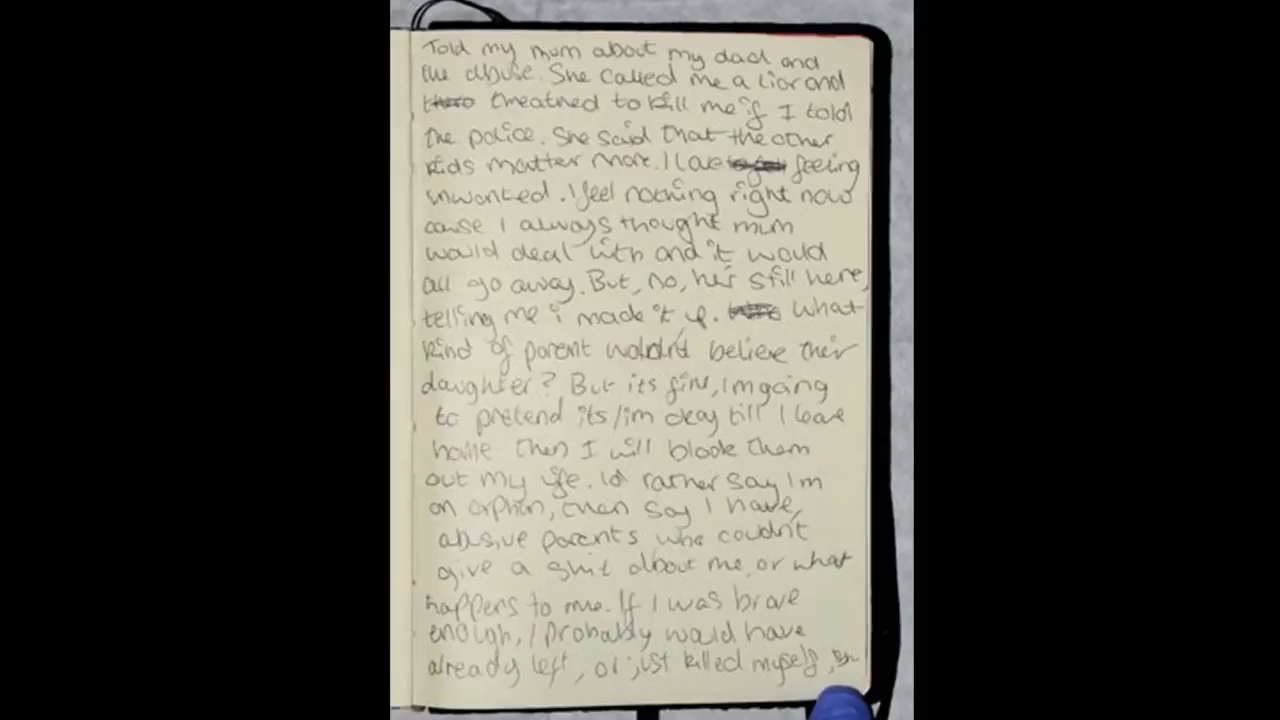 Told my mum about my dad and
the abuse. She called me a liar and
threatned to kill me if I told
the police. She said that the other
kids matter more. I love feeling
unwanted. I feel nothing right now
cause I always thought mum
would deal with and it would
all go away. But, no, he's still here,
telling me i made it up. what
kind of parent wouldn't believe their
daughter? But its fine, Im going
to pretend its/im okay till I leave
home then I will block them
out my life. Id rather say Im
an orphan, then say I have,
abusive parents who couldn't
give a shit about me, or what
happens to me. If I was brave
enough, I probably would have
already left, or just killed myself,